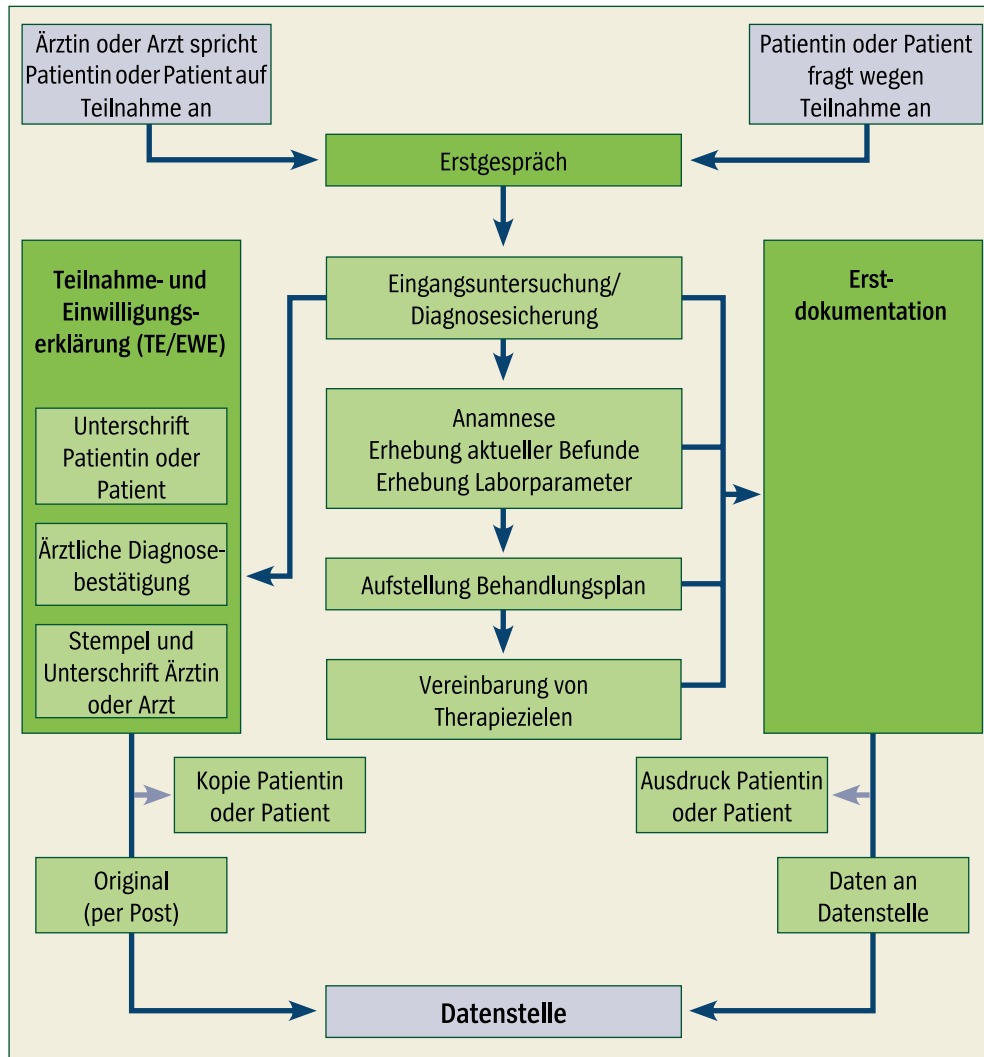 Ärztin oder Arzt spricht
Patientin oder Patient auf
Teilnahme an
Patientin oder Patient
fragt wegen
Teilnahme an
Erstgespräch
Teilnahme- und
Einwilligungs-
erklärung (TE/EWE)
Unterschrift
Patientin oder
Patient
Ärztliche Diagnose-
bestätigung
Stempel und
Unterschrift Ärztin
oder Arzt
Eingangsuntersuchung/
Diagnosesicherung
Anamnese
Erhebung aktueller Befunde
Erhebung Laborparameter
Aufstellung Behandlungsplan
Vereinbarung von
Therapiezielen
Erst-
dokumentation
Kopie Patientin
oder Patient
Ausdruck Patientin
oder Patient
Original
(per Post)
Daten an
Datenstelle
Datenstelle